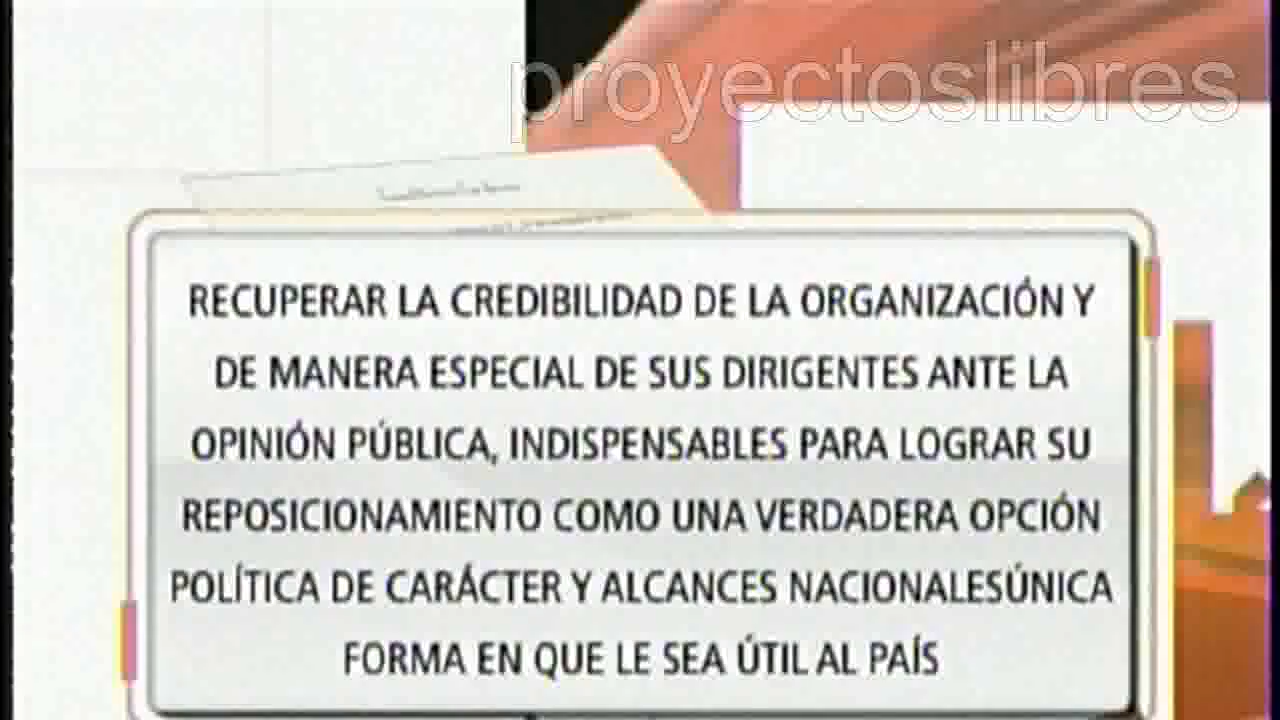 proyectoslibres
RECUPERAR LA CREDIBILIDAD DE LA ORGANIZACIÓN Y
DE MANERA ESPECIAL DE SUS DIRIGENTES ANTE LA
OPINIÓN PÚBLICA, INDISPENSABLES PARA LOGRAR SU
REPOSICIONAMIENTO COMO UNA VERDADERA OPCIÓN
POLÍTICA DE CARÁCTER Y ALCANCES NACIONALESÚNICA
FORMA EN QUE LE SEA ÚTIL AL PAÍS